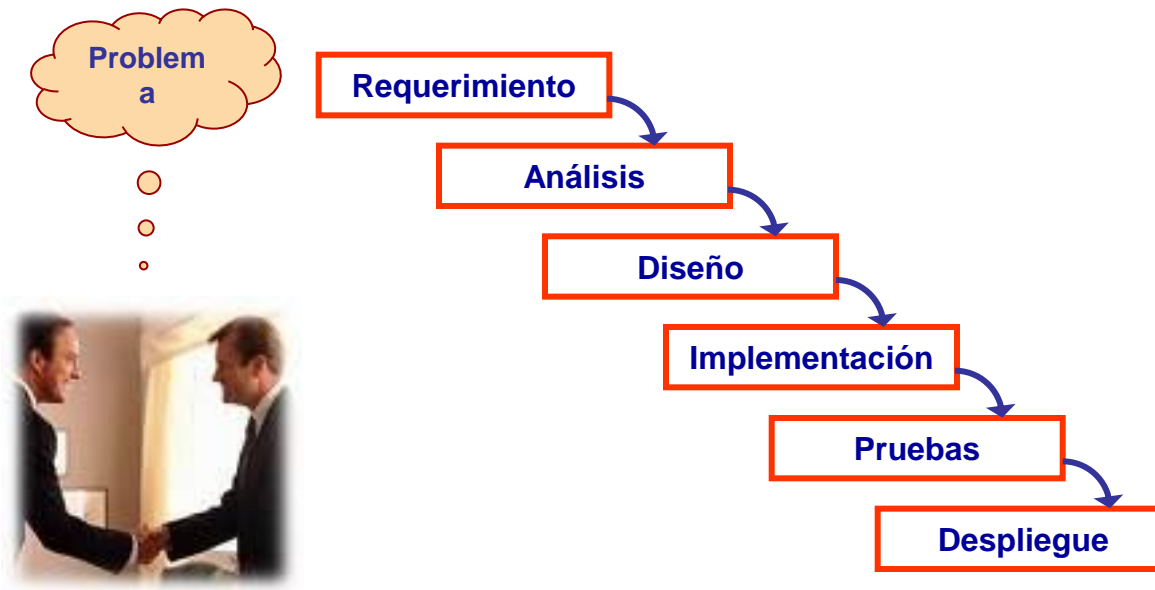 Problem
a
Requerimiento
Análisis
Diseño
Implementación
Pruebas
Despliegue